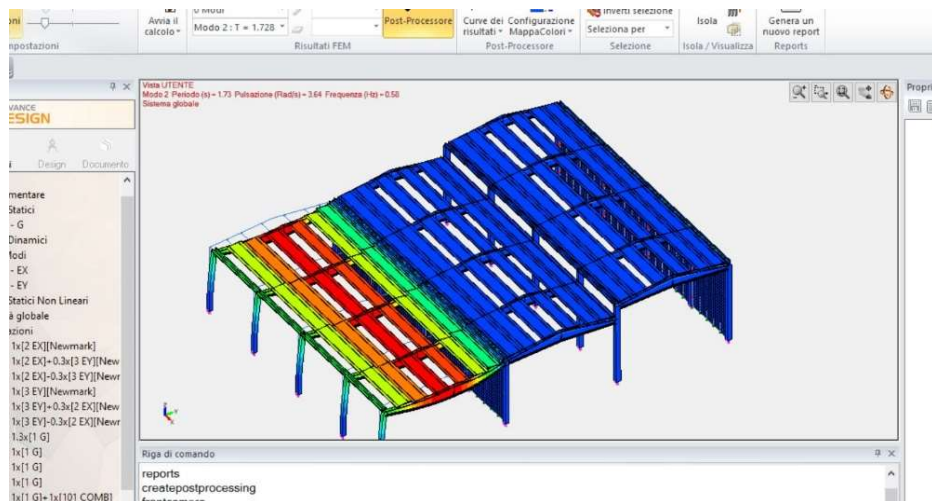 0 Modi
Inverti selezione
Avvia il calcolo
Modo 2 : T = 1.728
Post-Processore
Curve dei risultati
Configurazione MappaColori
Seleziona per
Isola
Genera un nuovo report
Risultati FEM
Post-Processore
Selezione
Isola / Visualizza
Reports
Vista UTENTE
Modo 2 Periodo (s) = 1.73 Pulsazione (Rad/s) = 3.64 Frequenza (Hz) = 0.58
Sistema globale
Design
Documento
- G
- EX
- EY
Statici Non Lineari
à globale
1x[2 EX][Newmark]
1x[2 EX]+0.3x[3 EY][New
1x[2 EX]-0.3x[3 EY][Newr
1x[3 EY][Newmark]
1x[3 EY]+0.3x[2 EX][New
1x[3 EY]-0.3x[2 EX][Newr
1.3x[1 G]
1x[1 G]
1x[1 G]
1x[1 G]
1x[1 G]+1x[101 COMB]
Riga di comando
reports
createpostprocessing
Propri